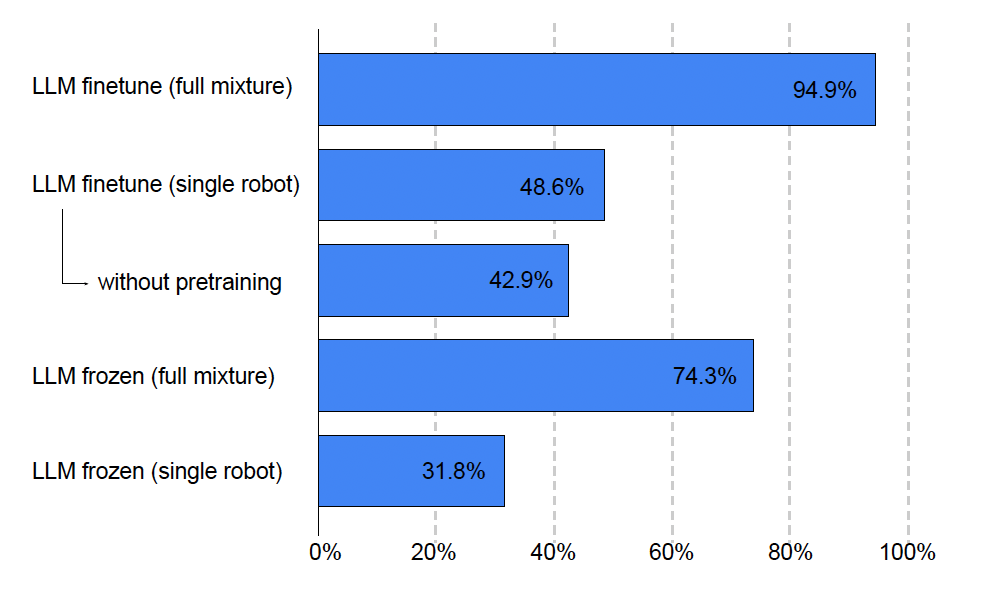 LLM finetune (full mixture)
94.9%
LLM finetune (single robot)
48.6%
without pretraining
42.9%
LLM frozen (full mixture)
74.3%
LLM frozen (single robot)
31.8%
0% 20% 40% 60% 80% 100%